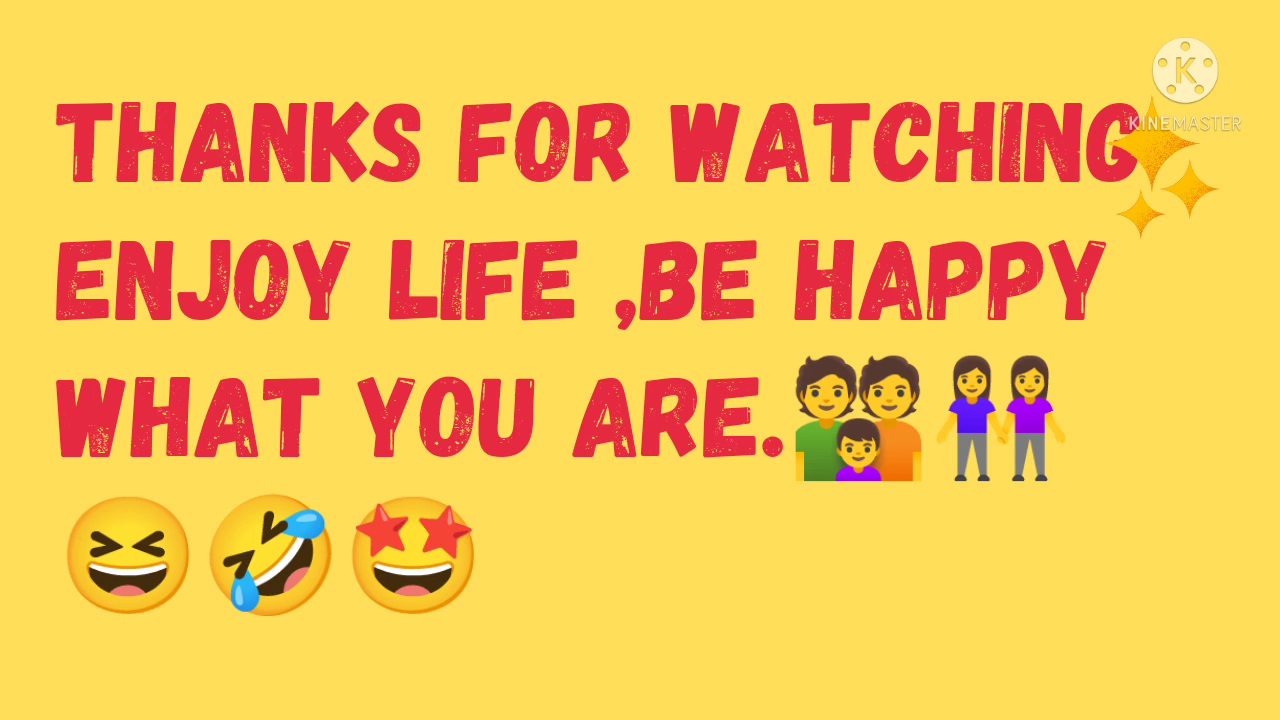 K
KINEMASTER
THANKS FOR WATCHING✨
ENJOY LIFE ,BE HAPPY
WHAT YOU ARE.👪👭
😆🤣🤩